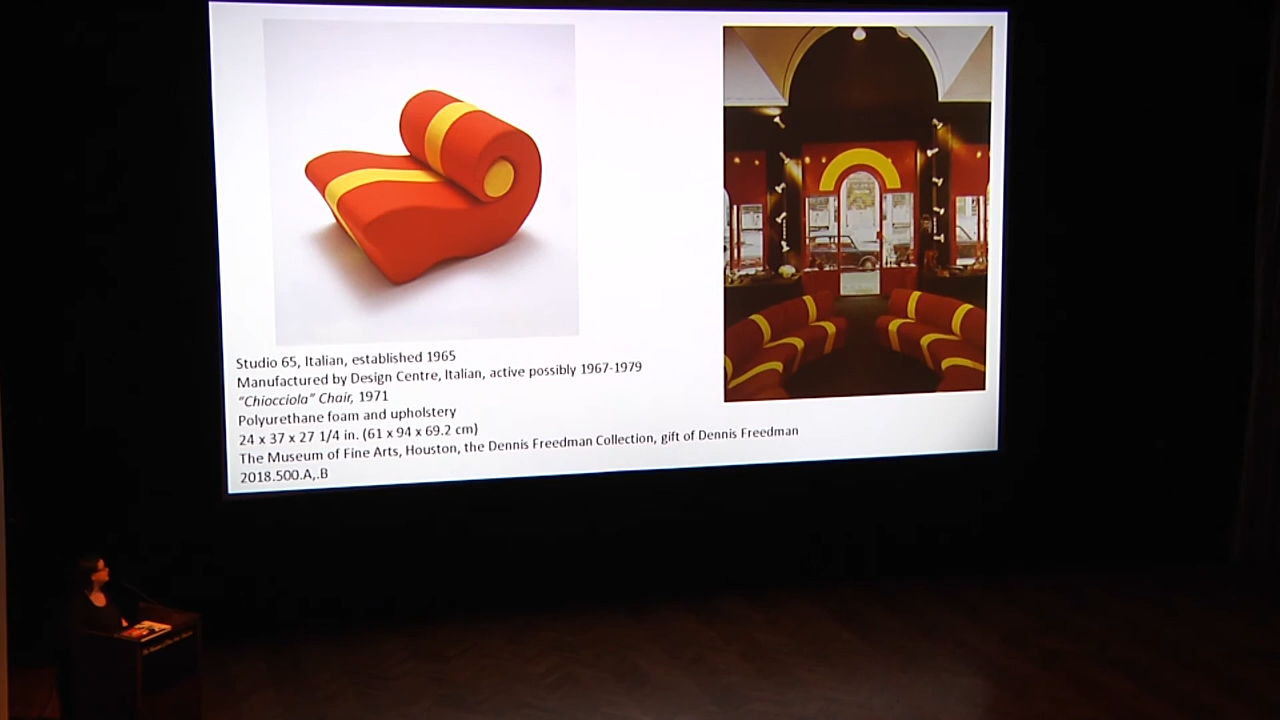 Studio 65, Italian, established 1965
Manufactured by Design Centre, Italian, active possibly 1967-1979
“Chiocciola” Chair, 1971
Polyurethane foam and upholstery
24 x 37 x 27 1/4 in. (61 x 94 x 69.2 cm)
The Museum of Fine Arts, Houston, the Dennis Freedman Collection, gift of Dennis Freedman
2018.500.A,.B